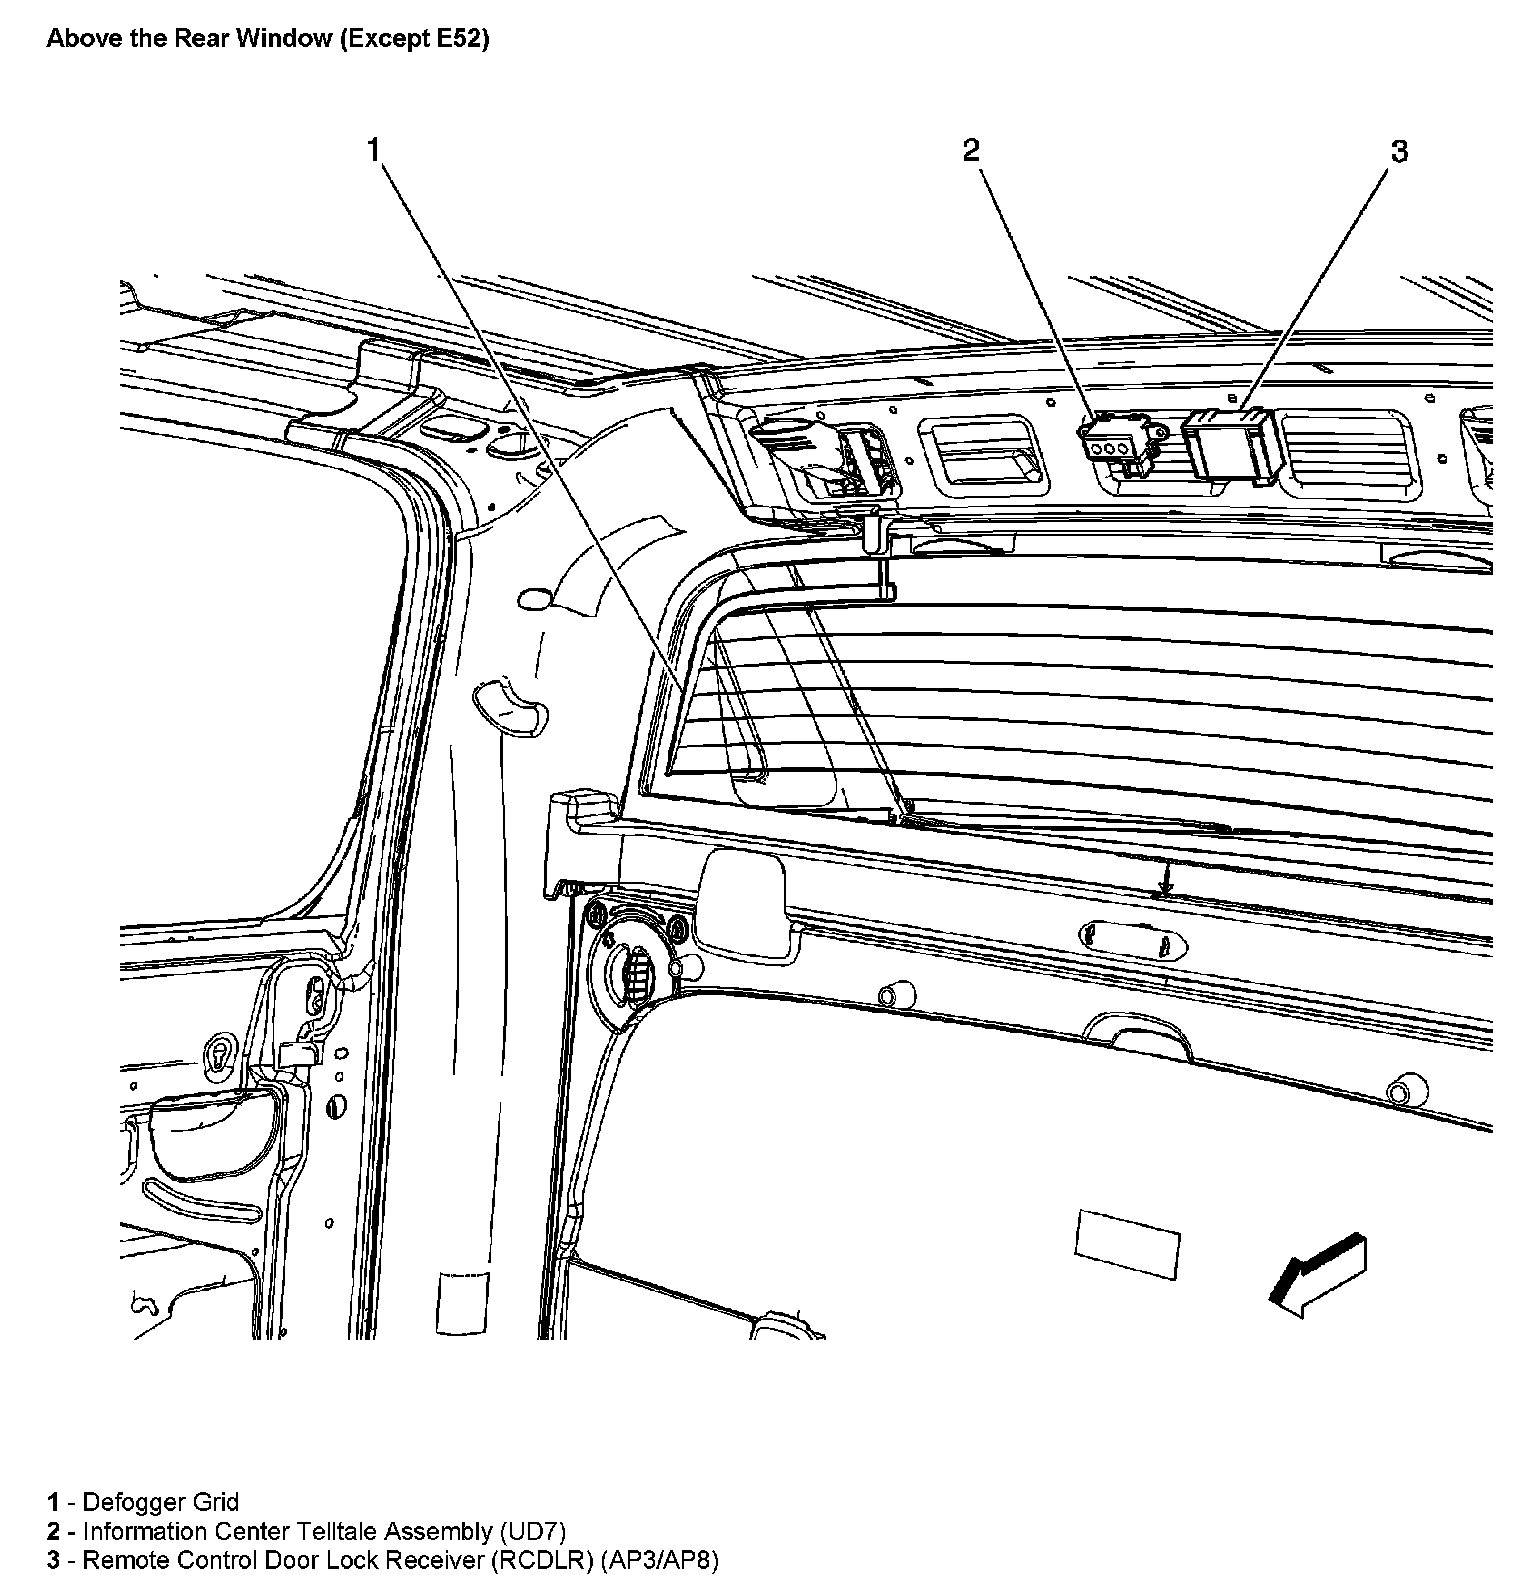 Above the Rear Window (Except E52)
1 2 3
1 - Defogger Grid
2 - Information Center Telltale Assembly (UD7)
3 - Remote Control Door Lock Receiver (RCDLR) (AP3/AP8)